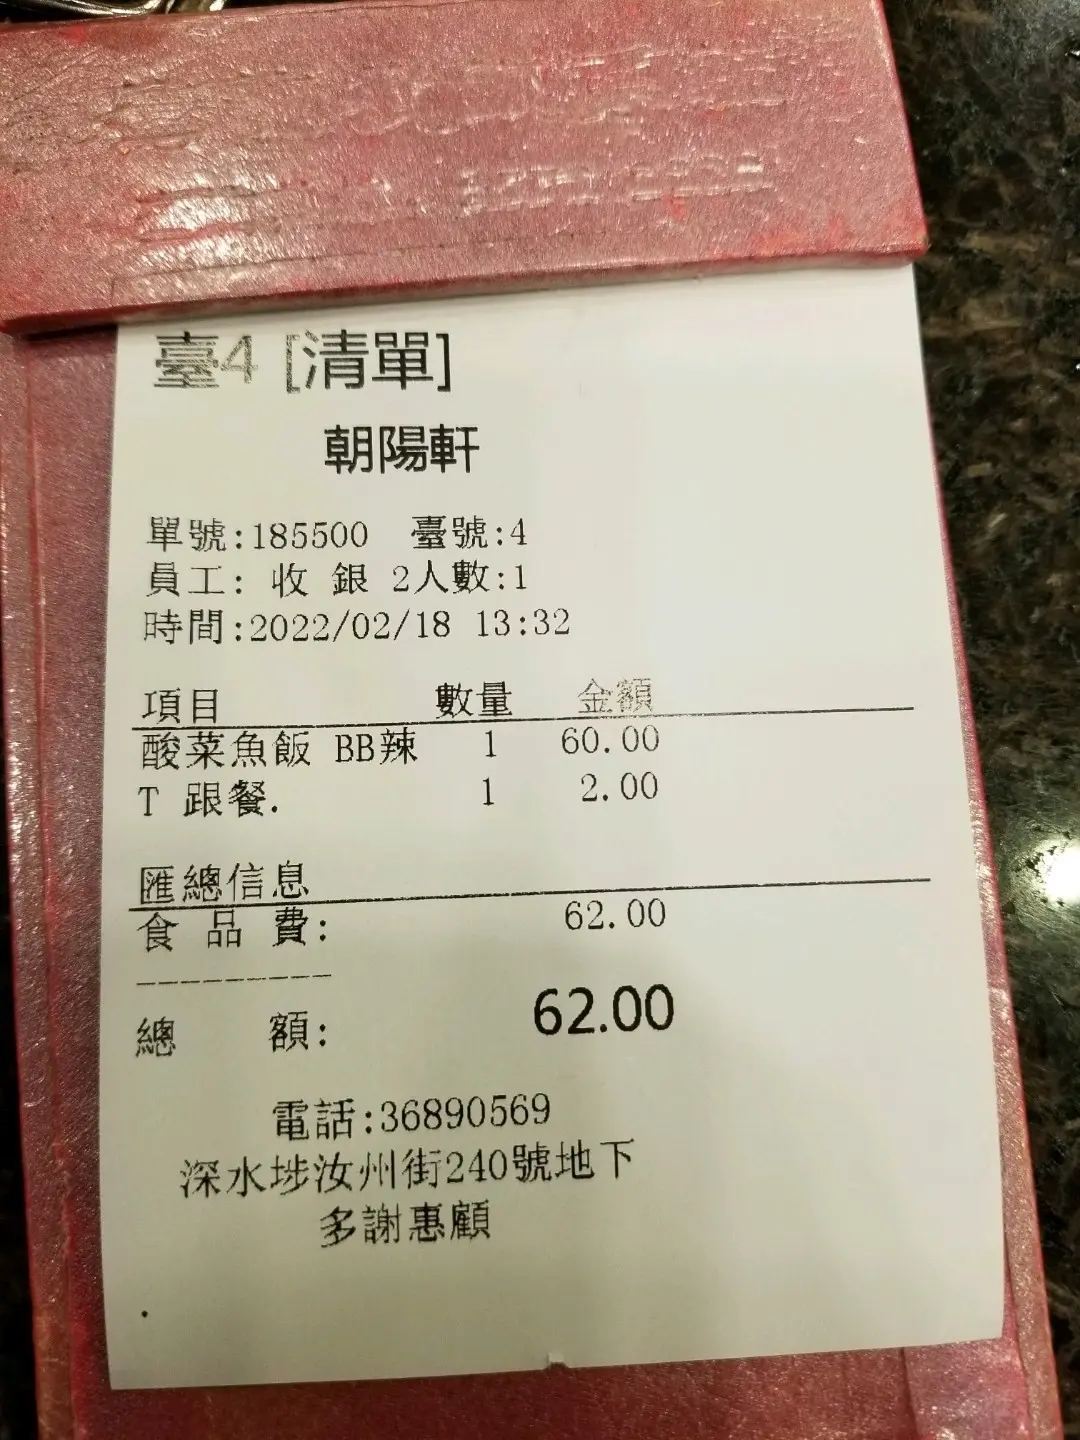 臺4 [清單]
朝陽軒
單號:185500 臺號:4
員工: 收 銀 2人數:1
時間:2022/02/18 13:32
項目 數量 金額
酸菜魚飯 BB辣 1 60.00
T 跟餐. 1 2.00
匯總信息
食 品 費: 62.00
---------
總 額: 62.00
電話:36890569
深水埗汝州街240號地下
多謝惠顧
.